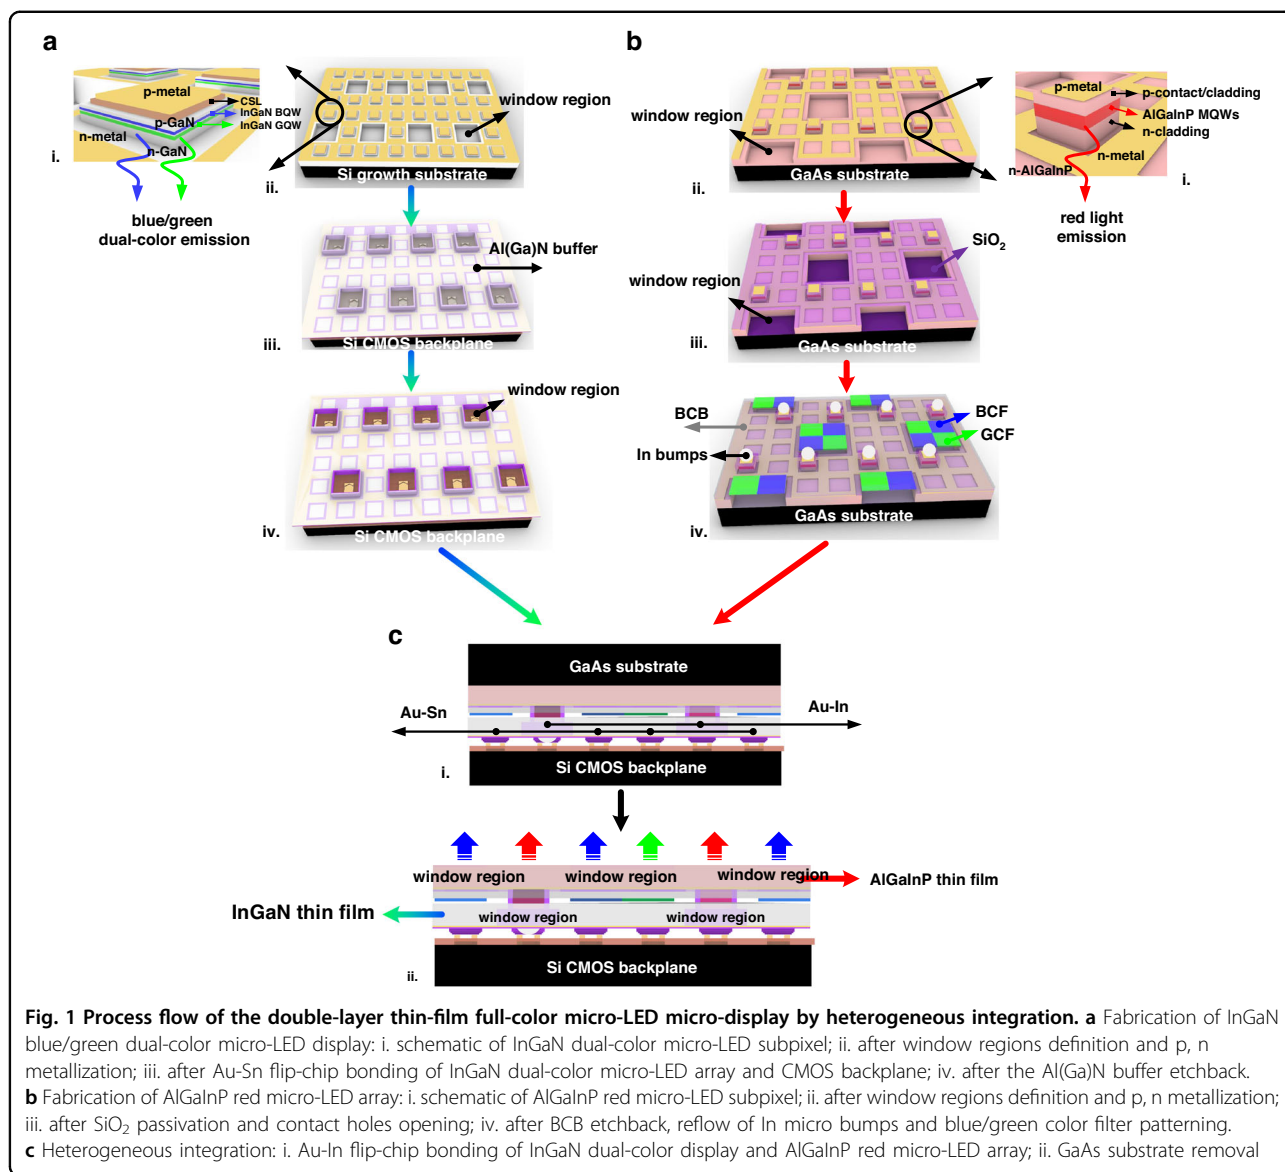 a
p-metal
CSL
InGaN BQW
InGaN GQW
p-GaN
n-metal
n-GaN
i.
blue/green
dual-color emission
window region
Si growth substrate
ii.
Al(Ga)N buffer
Si CMOS backplane
iii.
window region
Si CMOS backplane
iv.
b
window region
GaAs substrate
ii.
p-metal
p-contact/cladding
AlGaInP MQWs
n-cladding
n-metal
n-AlGaInP
i.
red light
emission
SiO2
window region
GaAs substrate
iii.
BCB
BCF
GCF
In bumps
GaAs substrate
iv.
c
GaAs substrate
Au-Sn
Au-In
Si CMOS backplane
i.
window region
window region
window region
AlGaInP thin film
InGaN thin film
window region
window region
Si CMOS backplane
ii.
Fig. 1 Process flow of the double-layer thin-film full-color micro-LED micro-display by heterogeneous integration. a Fabrication of InGaN
blue/green dual-color micro-LED display: i. schematic of InGaN dual-color micro-LED subpixel; ii. after window regions definition and p, n
metallization; iii. after Au-Sn flip-chip bonding of InGaN dual-color micro-LED array and CMOS backplane; iv. after the Al(Ga)N buffer etchback.
b Fabrication of AlGaInP red micro-LED array: i. schematic of AlGaInP red micro-LED subpixel; ii. after window regions definition and p, n metallization;
iii. after SiO2 passivation and contact holes opening; iv. after BCB etchback, reflow of In micro bumps and blue/green color filter patterning.
c Heterogeneous integration: i. Au-In flip-chip bonding of InGaN dual-color display and AlGaInP red micro-LED array; ii. GaAs substrate removal